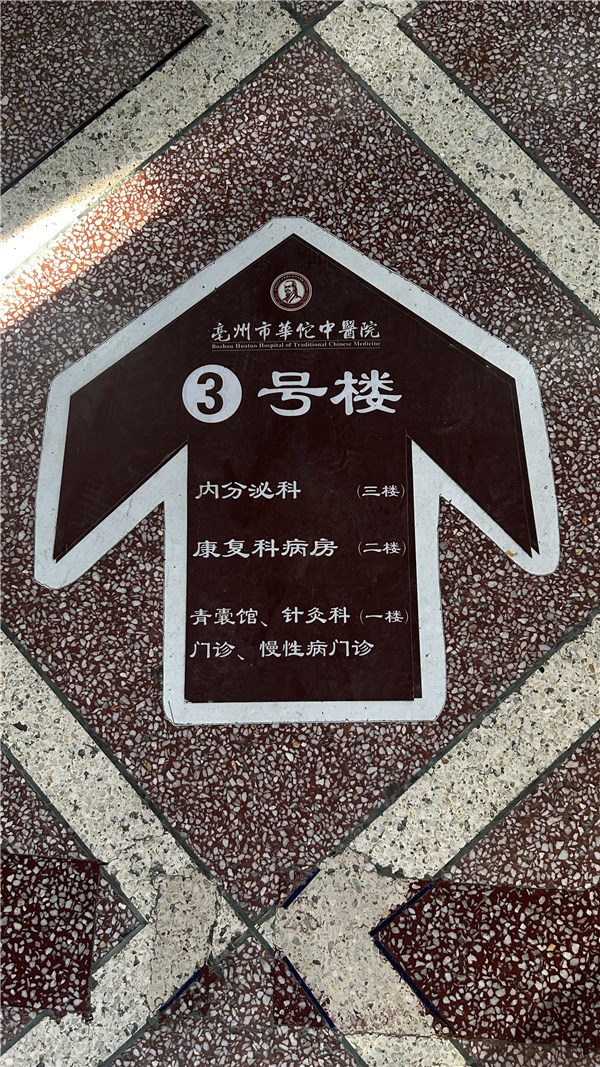 亳州市華佗中醫院
Bozhou Huatuo Hospital of Traditional Chinese Medicine
3号楼
内分泌科 (三楼)
康复科病房 (二楼)
青囊馆、针灸科 (一楼)
门诊、慢性病门诊